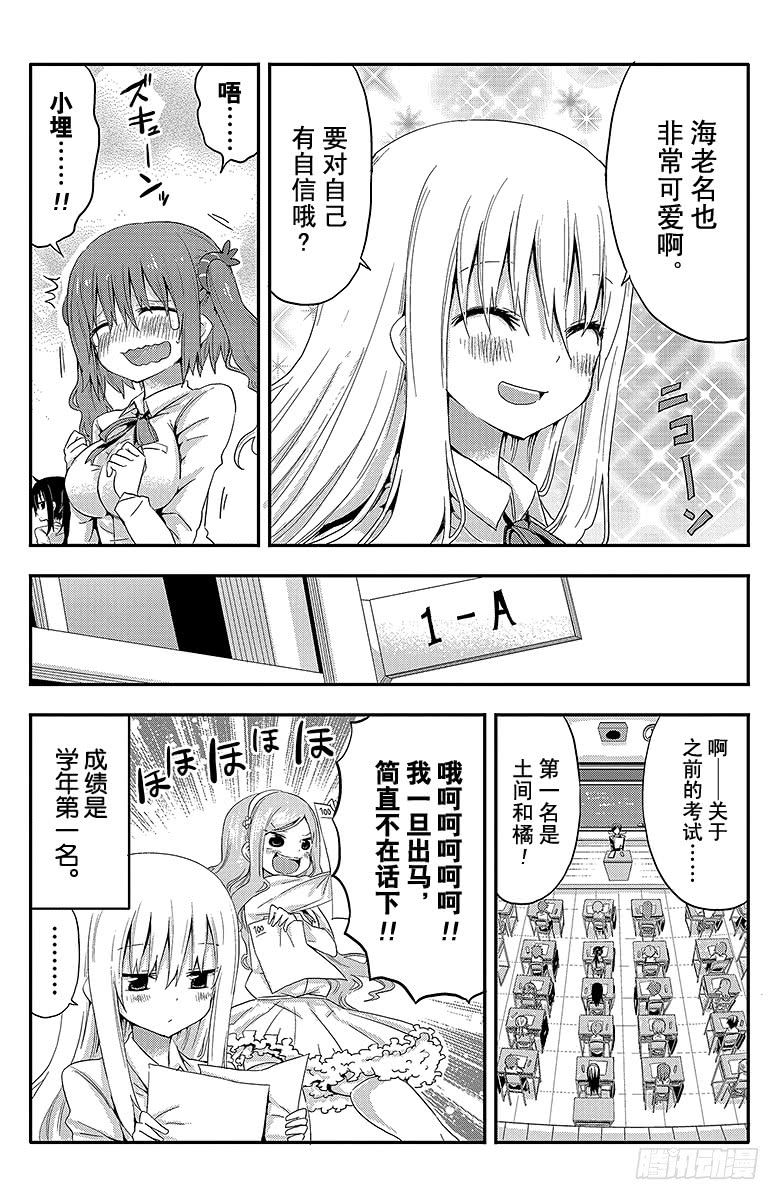 海老名也
非常可爱啊。
要对自己
有自信哦?
ニコーン
唔……
小埋
……!!
ズキューン
1-A
啊——关于
之前的考试……
第一名是
土间和橘!
哦呵呵呵呵呵!!
我一旦出马,
简直不在话下!!
ほほほほほ
100
100
成绩是
学年第一名。
………
腾讯动漫